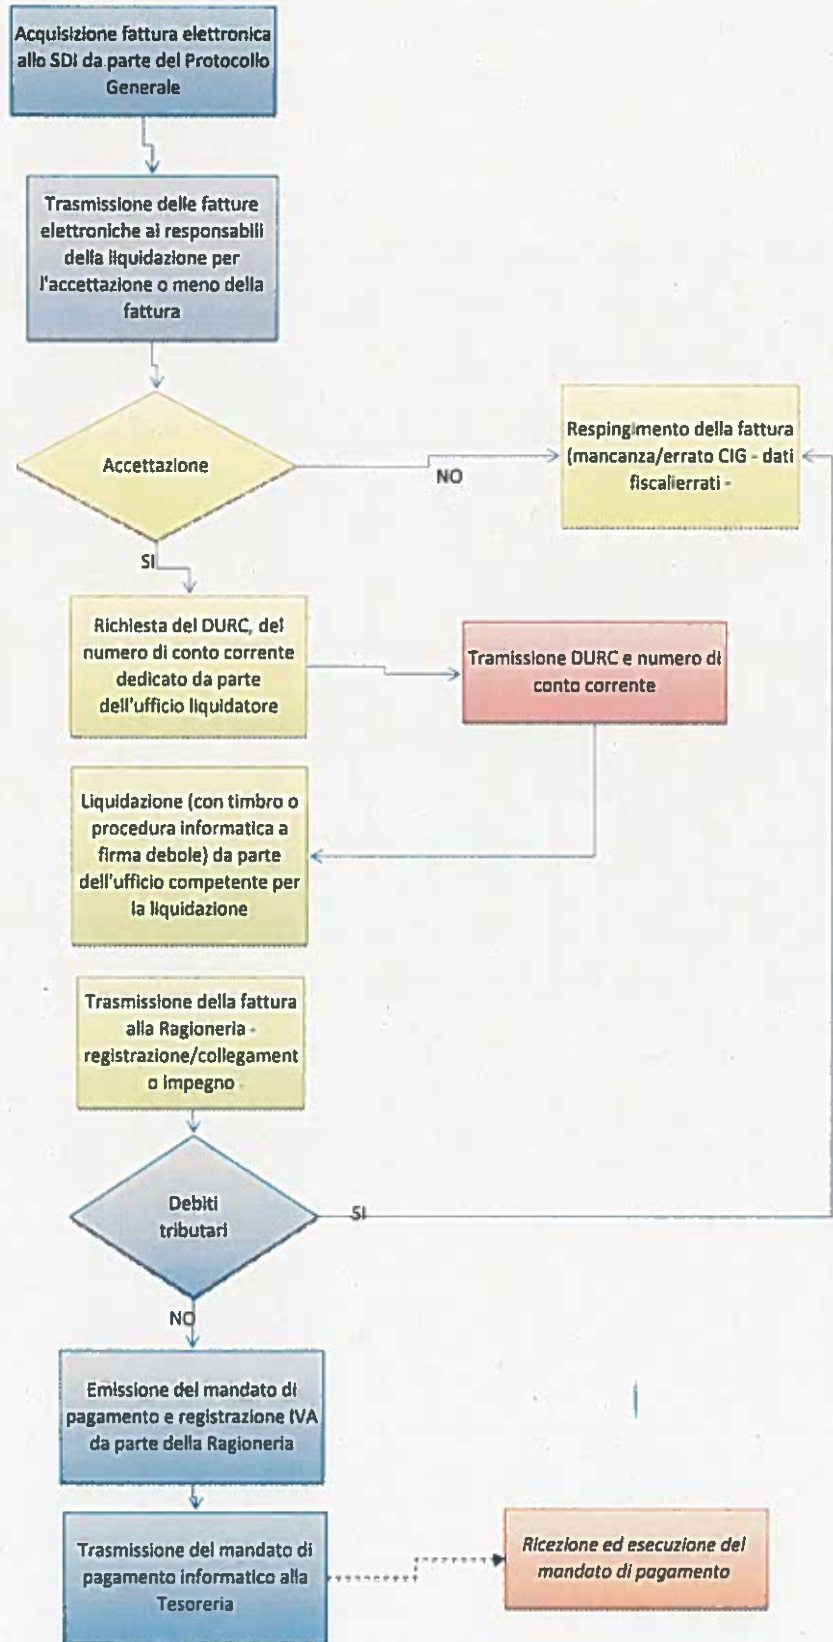 Acquisizione fattura elettronica
allo SDI da parte del Protocollo
Generale
Trasmissione delle fatture
elettroniche ai responsabili
della liquidazione per
l'accettazione o meno della
fattura
Accettazione
NO
Respingimento della fattura
(mancanza/errato CIG - dati
fiscalierrati -
SI
Richiesta del DURC, del
numero di conto corrente
dedicato da parte
dell'ufficio liquidatore
Tramissione DURC e numero di
conto corrente
Liquidazione (con timbro o
procedura informatica a
firma debole) da parte
dell'ufficio competente per
la liquidazione
Trasmissione della fattura
alla Ragioneria -
registrazione/collegament
o impegno -
Debiti
tributari
SI
NO
Emissione del mandato di
pagamento e registrazione IVA
da parte della Ragioneria
Trasmissione del mandato di
pagamento informatico alla
Tesoreria
Ricezione ed esecuzione del
mandato di pagamento